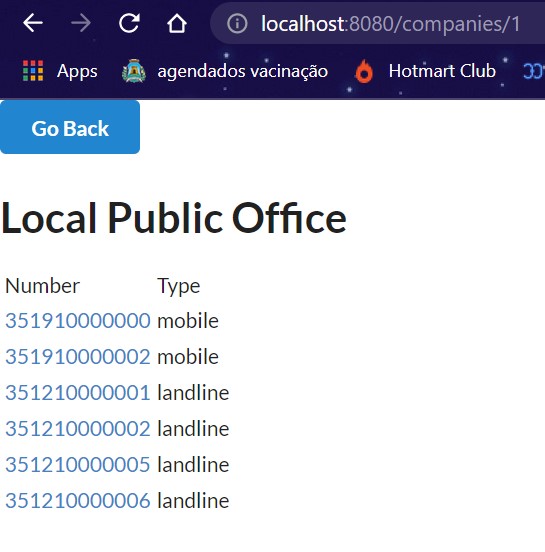 localhost:8080/companies/1
Apps agendados vacinação Hotmart Club
Go Back
Local Public Office
Number Type
351910000000 mobile
351910000002 mobile
351210000001 landline
351210000002 landline
351210000005 landline
351210000006 landline